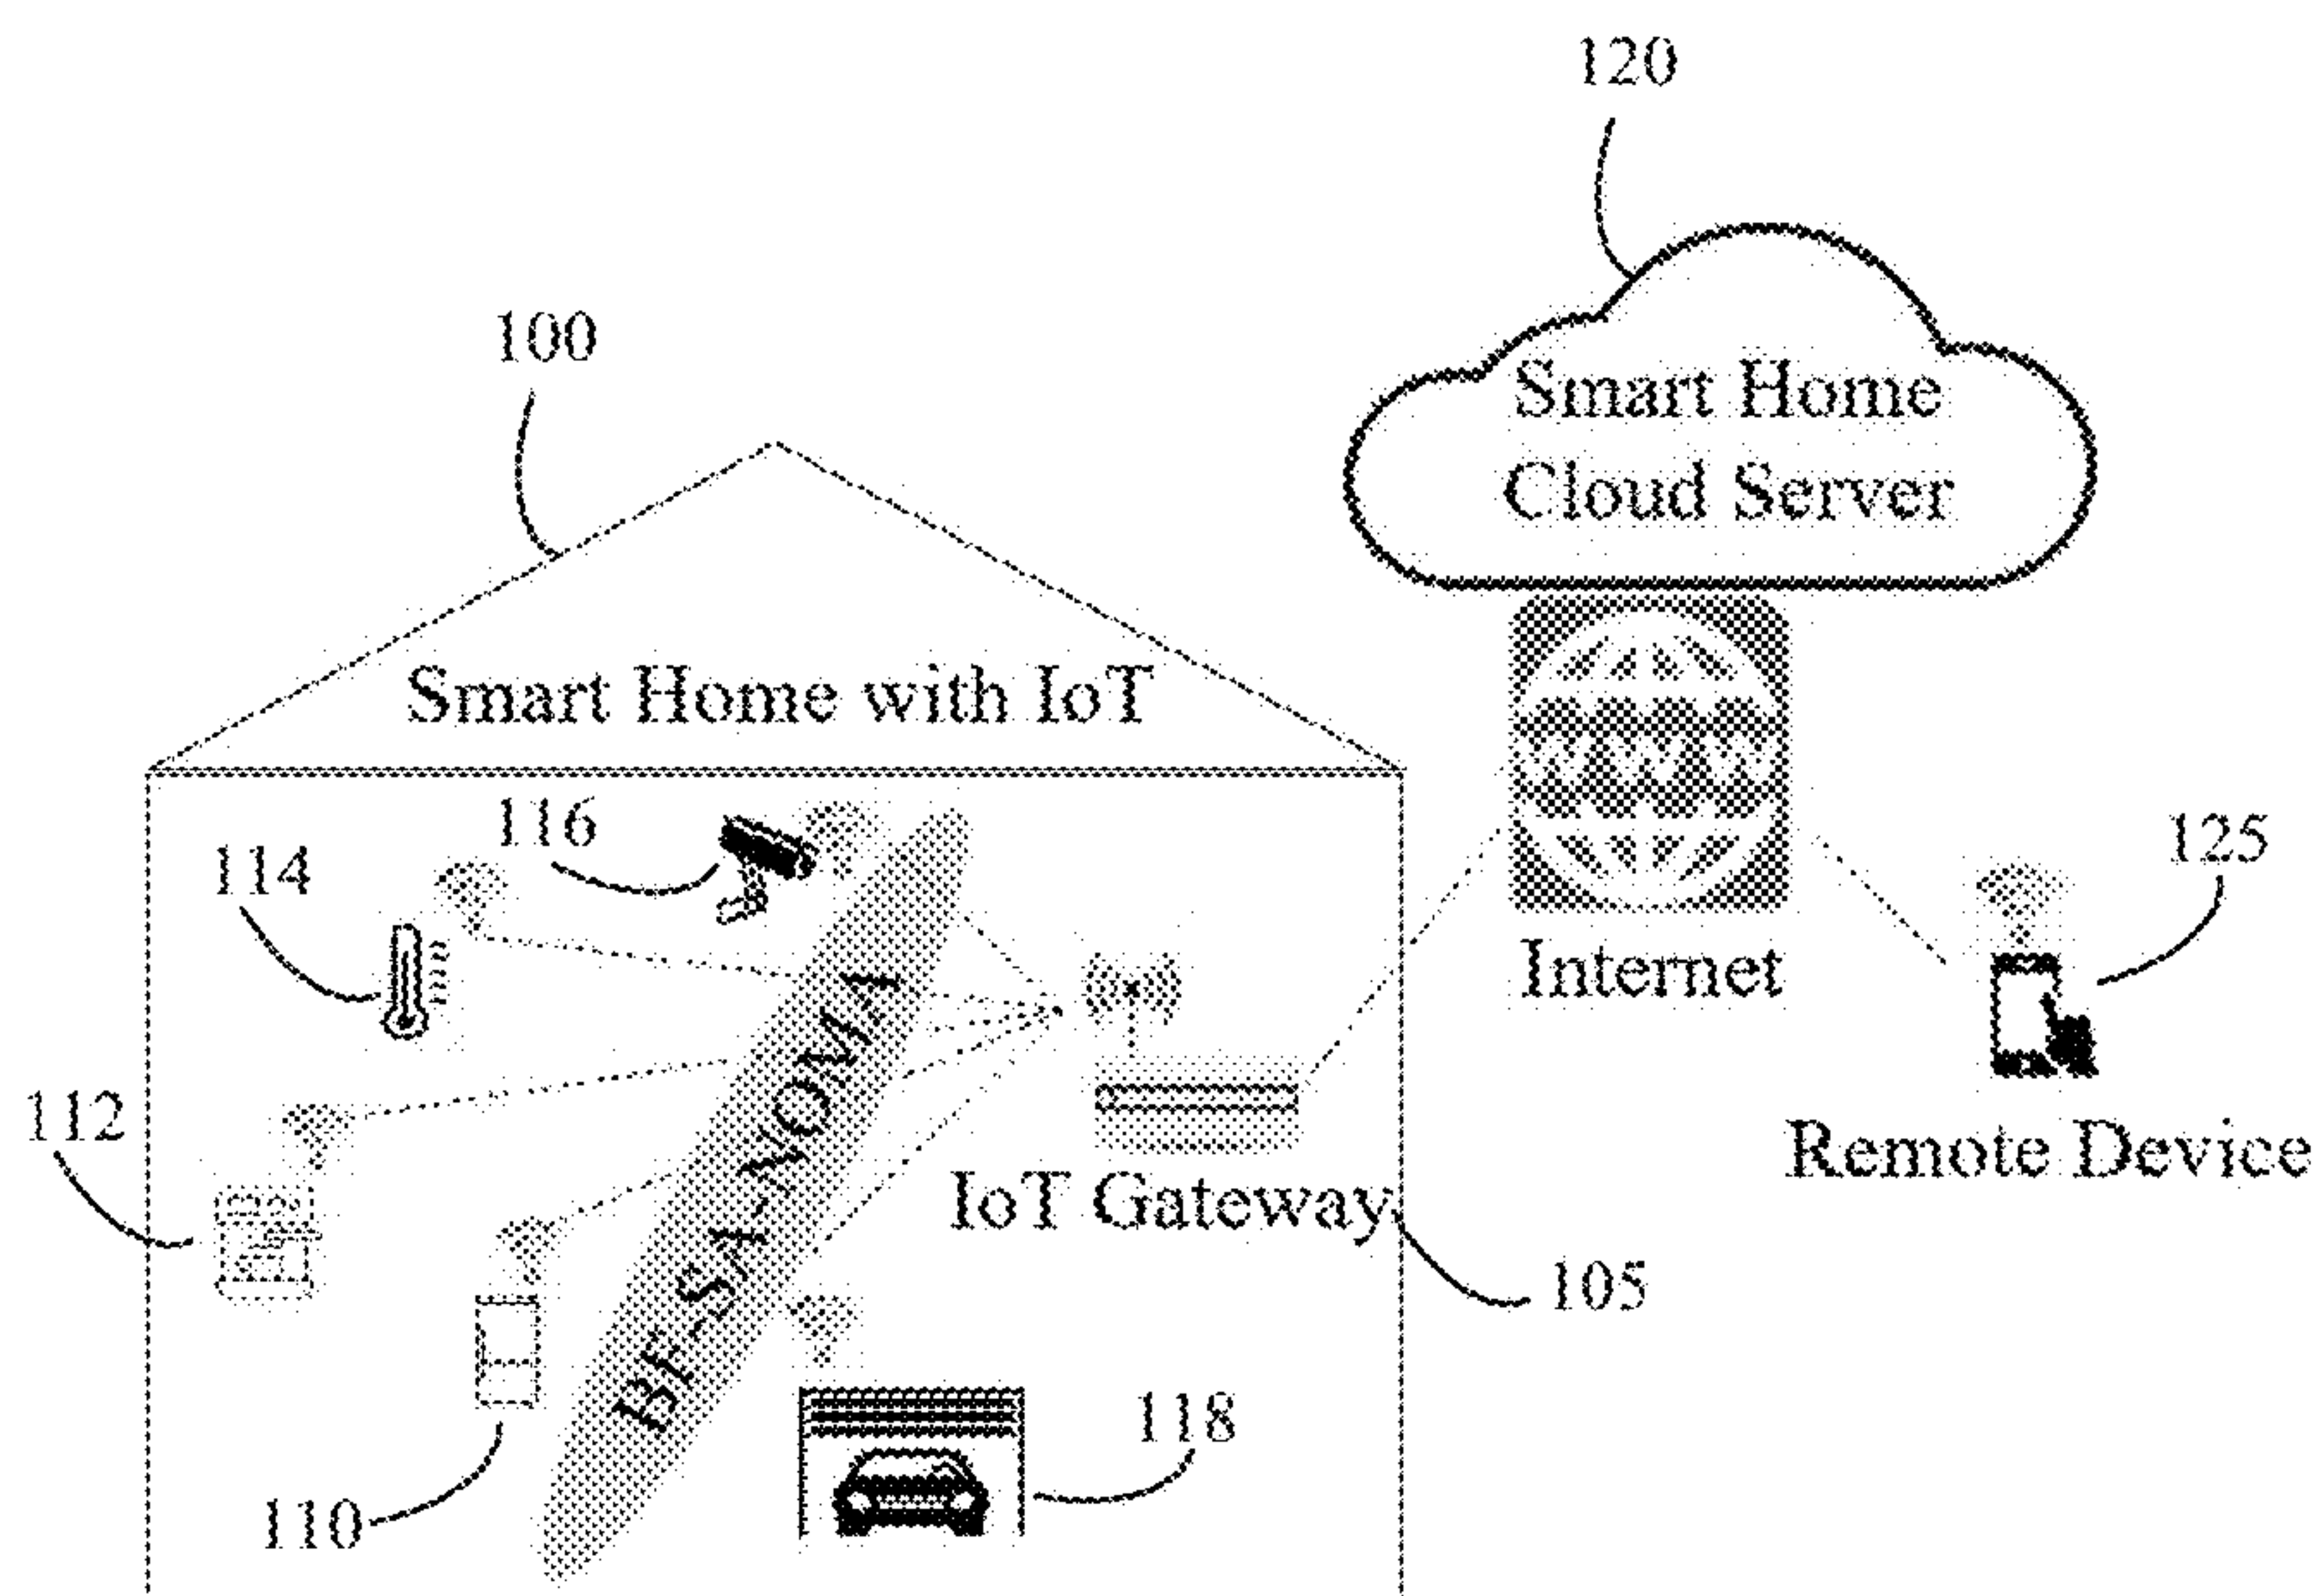 120
100
Smart Home
Cloud Server
Smart Home with IoT
116
114
125
Internet
112
BF-SA-NOMA
Remote Device
IoT Gateway
105
118
110